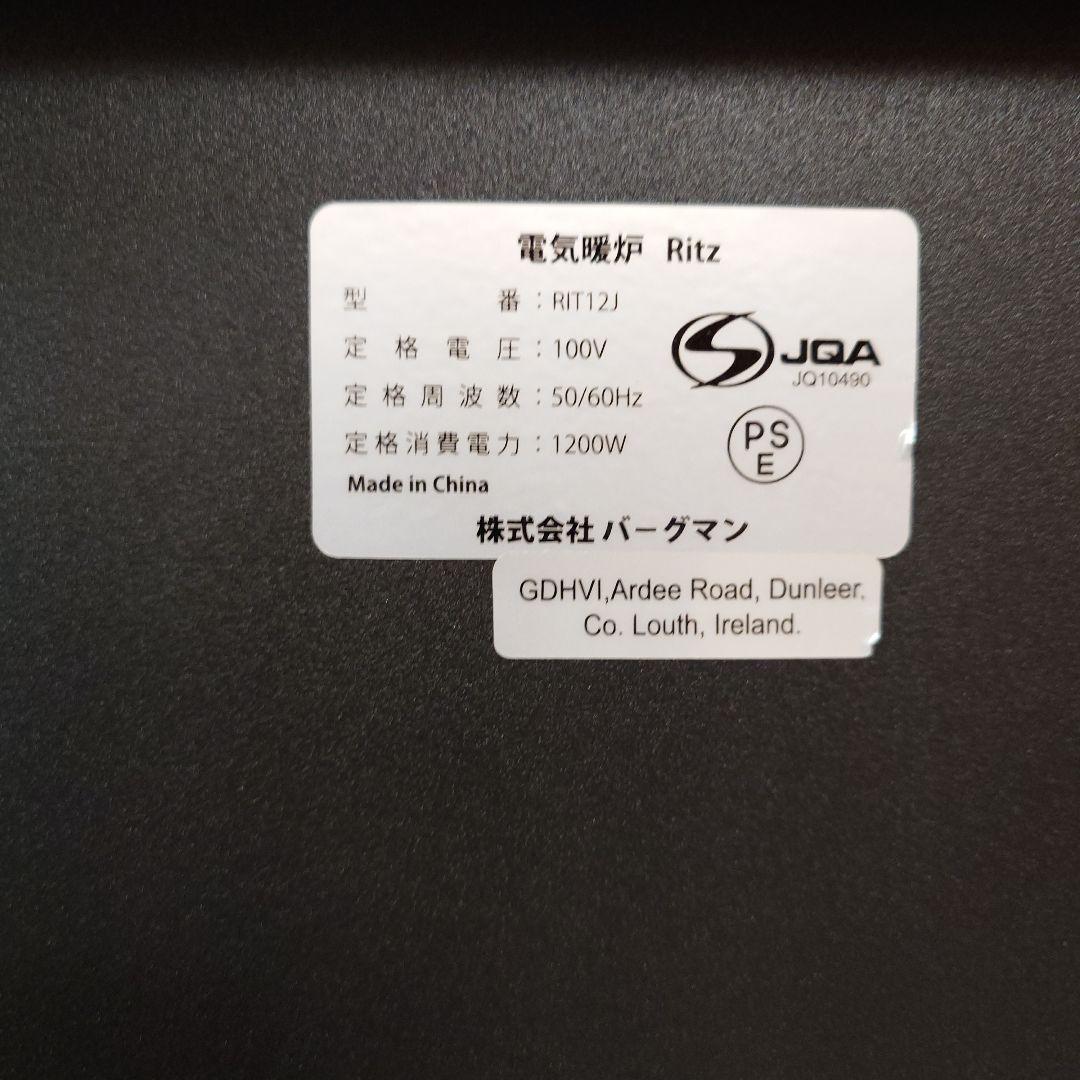 電気暖炉 Ritz
型番：RIT12J
定格電圧：100V
定格周波数：50/60Hz
定格消費電力：1200W
Made in China
JQA
JQ10490
PS
E
株式会社 バーグマン
GDHVI,Ardee Road, Dunleer.
Co. Louth, Ireland.